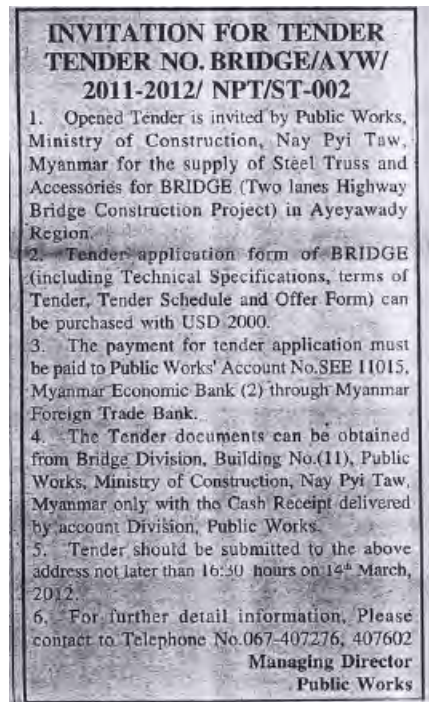 INVITATION FOR TENDER
TENDER NO. BRIDGE/AYW/
2011-2012/ NPT/ST-002
1. Opened Tender is invited by Public Works,
Ministry of Construction, Nay Pyi Taw,
Myanmar for the supply of Steel Truss and
Accessories for BRIDGE (Two lanes Highway
Bridge Construction Project) in Ayeyawady
Region.
2. Tender application form of BRIDGE
(including Technical Specifications, terms of
Tender, Tender Schedule and Offer Form) can
be purchased with USD 2000.
3. The payment for tender application must
be paid to Public Works' Account No.SEE 11015,
Myanmar Economic Bank (2) through Myanmar
Foreign Trade Bank.
4. The Tender documents can be obtained
from Bridge Division, Building No.(11), Public
Works, Ministry of Construction, Nay Pyi Taw,
Myanmar only with the Cash Receipt delivered
by account Division, Public Works.
5. Tender should be submitted to the above
address not later than 16:30 hours on 14th March,
2012.
6. For further detail information, Please
contact to Telephone No.067-407276, 407602
Managing Director
Public Works